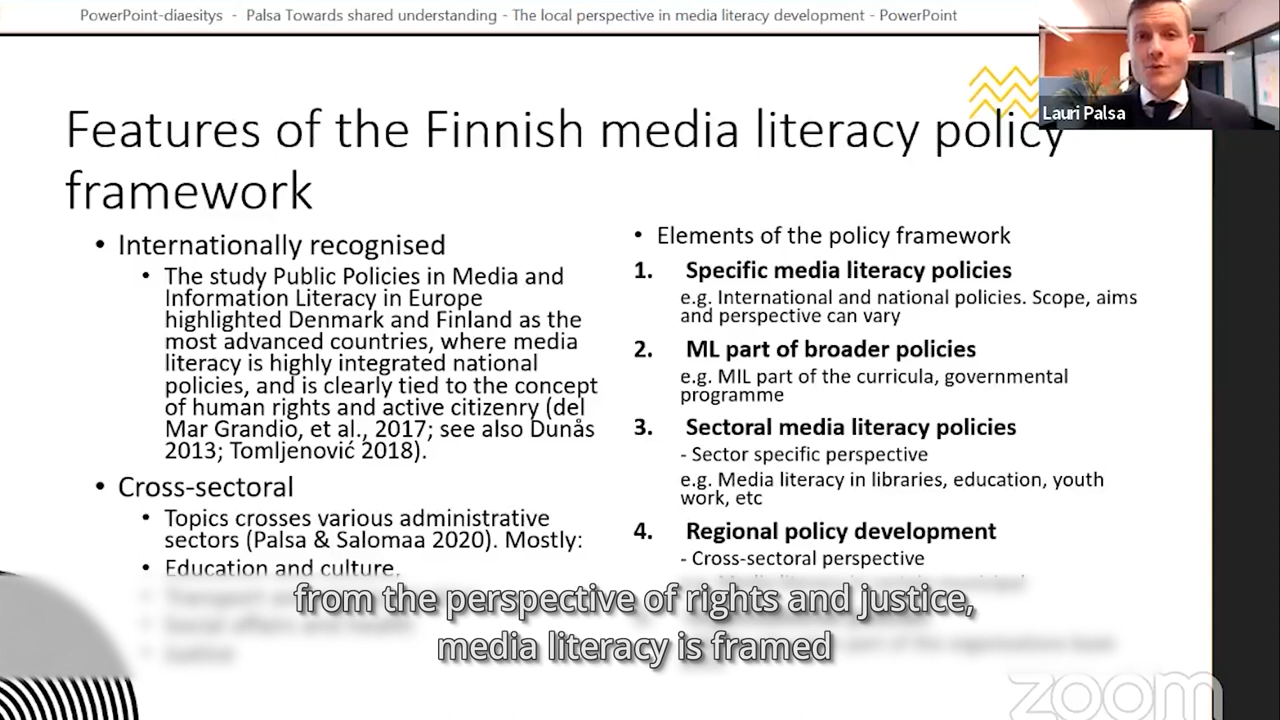 PowerPoint-diaesitys - Palsa Towards shared understanding - The local perspective in media literacy development - PowerPoint
Lauri Palsa
Features of the Finnish media literacy policy
framework
• Internationally recognised
• The study Public Policies in Media and
Information Literacy in Europe
highlighted Denmark and Finland as the
most advanced countries, where media
literacy is highly integrated national
policies, and is clearly tied to the concept
of human rights and active citizenry (del
Mar Grandio, et al., 2017; see also Dunås
2013; Tomljenović 2018).
• Cross-sectoral
• Topics crosses various administrative
sectors (Palsa & Salomaa 2020). Mostly:
• Education and culture,
• Elements of the policy framework
1. Specific media literacy policies
e.g. International and national policies. Scope, aims
and perspective can vary
2. ML part of broader policies
e.g. MIL part of the curricula, governmental
programme
3. Sectoral media literacy policies
- Sector specific perspective
e.g. Media literacy in libraries, education, youth
work, etc
4. Regional policy development
- Cross-sectoral perspective
from the perspective of rights and justice,
media literacy is framed
zoom